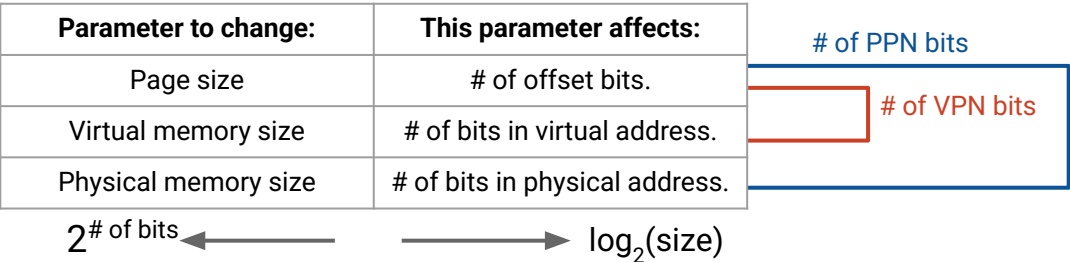 Parameter to change: This parameter affects:
# of PPN bits
Page size # of offset bits.
# of VPN bits
Virtual memory size # of bits in virtual address.
Physical memory size # of bits in physical address.
2^# of bits log₂(size)